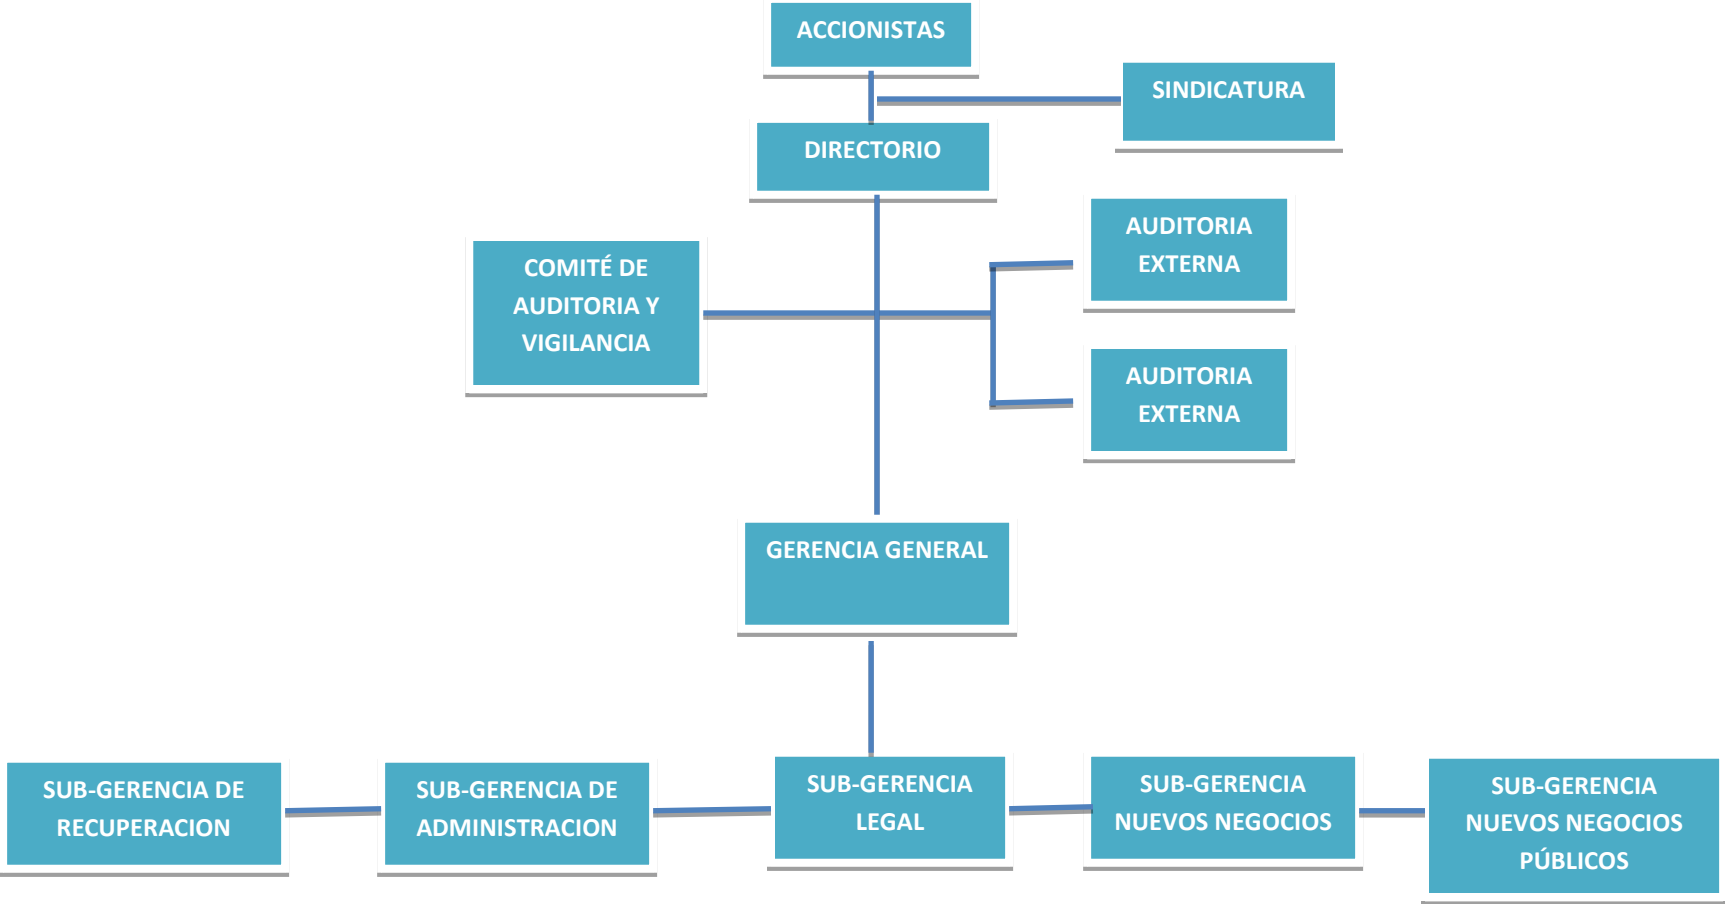 ACCIONISTAS
SINDICATURA
DIRECTORIO
AUDITORIA
EXTERNA
COMITÉ DE
AUDITORIA Y
VIGILANCIA
AUDITORIA
EXTERNA
GERENCIA GENERAL
SUB-GERENCIA DE
RECUPERACION
SUB-GERENCIA DE
ADMINISTRACION
SUB-GERENCIA
LEGAL
SUB-GERENCIA
NUEVOS NEGOCIOS
SUB-GERENCIA
NUEVOS NEGOCIOS
PÚBLICOS